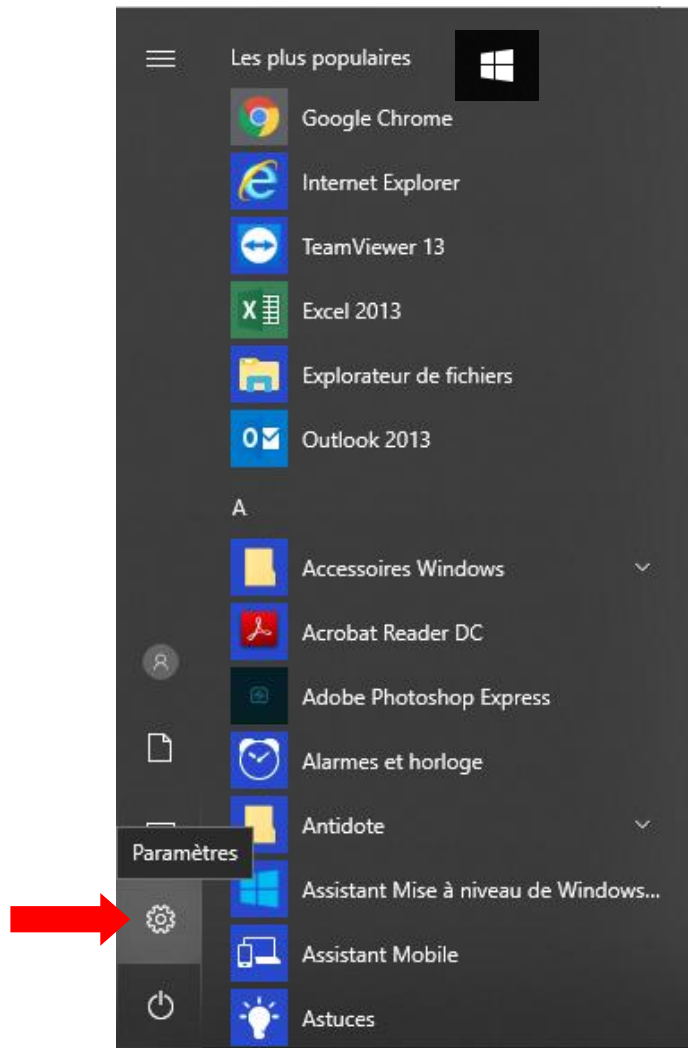 Les plus populaires
Google Chrome
Internet Explorer
TeamViewer 13
Excel 2013
Explorateur de fichiers
Outlook 2013
A
Accessoires Windows
Acrobat Reader DC
Adobe Photoshop Express
Alarmes et horloge
Antidote
Paramètres
Assistant Mise à niveau de Windows...
Assistant Mobile
Astuces